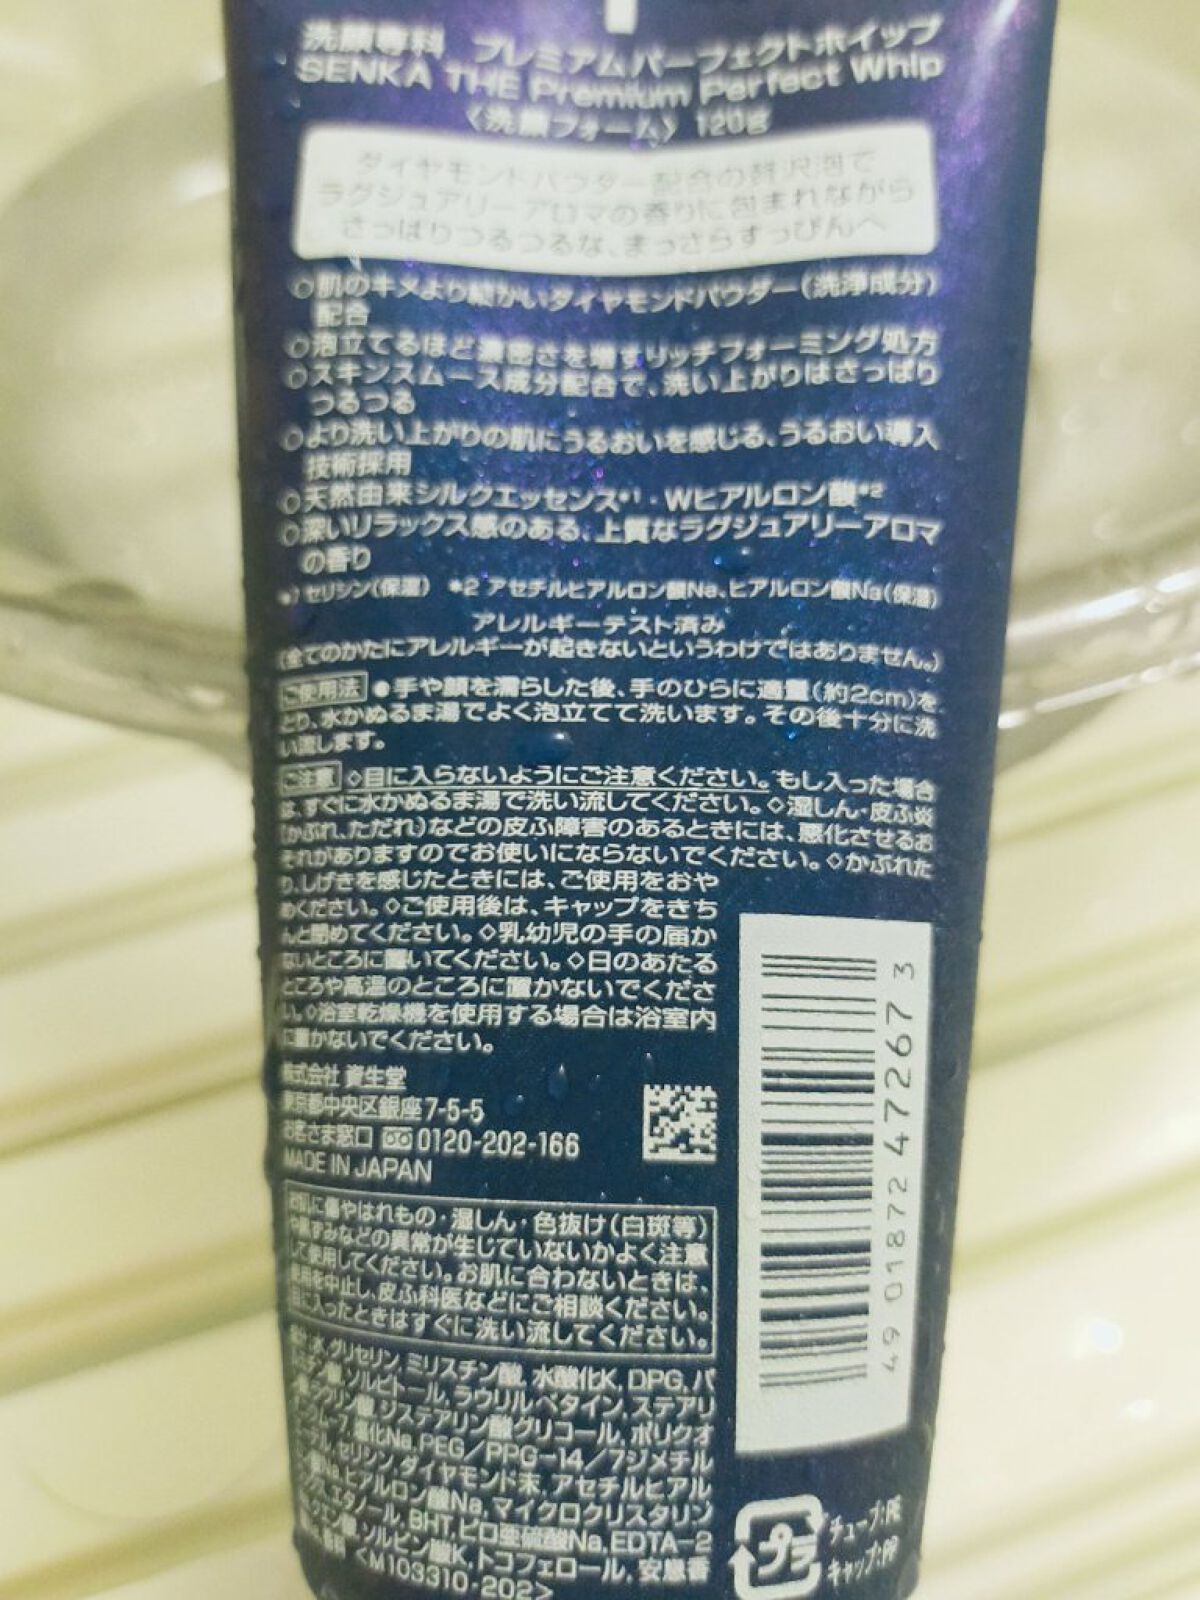 洗顔専科 プレミアムパーフェクトホイップ
SENKA THE Premium Perfect Whip
〈洗顔フォーム〉 120g
ダイヤモンドパウダー配合の贅沢泡で
ラグジュアリーアロマの香りに包まれながら
さっぱりつるつるな、まっさらすっぴんへ
○肌のキメより細かいダイヤモンドパウダー(洗浄成分)
配合
○泡立てるほど濃密さを増すリッチフォーミング処方
○スキンスムース成分配合で、洗い上がりはさっぱり
つるつる
○より洗い上がりの肌にうるおいを感じる、うるおい導入
技術採用
○天然由来シルクエッセンス*1・Wヒアルロン酸*2
○深いリラックス感のある、上質なラグジュアリーアロマ
の香り
*1 セリシン(保湿) *2 アセチルヒアルロン酸Na、ヒアルロン酸Na(保湿)
アレルギーテスト済み
(全てのかたにアレルギーが起きないというわけではありません。)
ご使用法 ●手や顔を濡らした後、手のひらに適量(約2cm)を
とり、水かぬるま湯でよく泡立てて洗います。その後十分に洗
い流します。
ご注意 ◇目に入らないようにご注意ください。もし入った場合
は、すぐに水かぬるま湯で洗い流してください。◇湿しん・皮ふ炎
(かぶれ、ただれ)などの皮ふ障害のあるときには、悪化させるお
それがありますのでお使いにならないでください。◇かぶれた
り、しげきを感じたときには、ご使用をおや
めください。◇ご使用後は、キャップをきち
んと閉めてください。◇乳幼児の手の届か
ないところに置いてください。◇日のあたる
ところや高温のところに置かないでくださ
い。◇浴室乾燥機を使用する場合は浴室内
に置かないでください。
株式会社 資生堂
東京都中央区銀座7-5-5
お客さま窓口 0120-202-166
MADE IN JAPAN
お肌に傷やはれもの・湿しん・色抜け(白斑等)
や黒ずみなどの異常が生じていないかよく注意
して使用してください。お肌に合わないときは、
使用を中止し、皮ふ科医などにご相談ください。
目に入ったときはすぐに洗い流してください。
成分:水,グリセリン,ミリスチン酸,水酸化K,DPG,パ
ルミチン酸,ソルビトール,ラウリルベタイン,ステアリ
ン酸,ラウリン酸,ジステアリン酸グリコール,ポリクオ
塩化Na,PEG/PPG-14/7ジメチル
セリシン,ダイヤモンド末,アセチルヒアル
ヒアルロン酸Na,マイクロクリスタリン
エタノール,BHT,ピロ亜硫酸Na,EDTA-2
クエン酸,ソルビン酸K,トコフェロール,安息香
香料 <M103310-202>
4901872472673
プラ
チューブ:PE
キャップ:PP